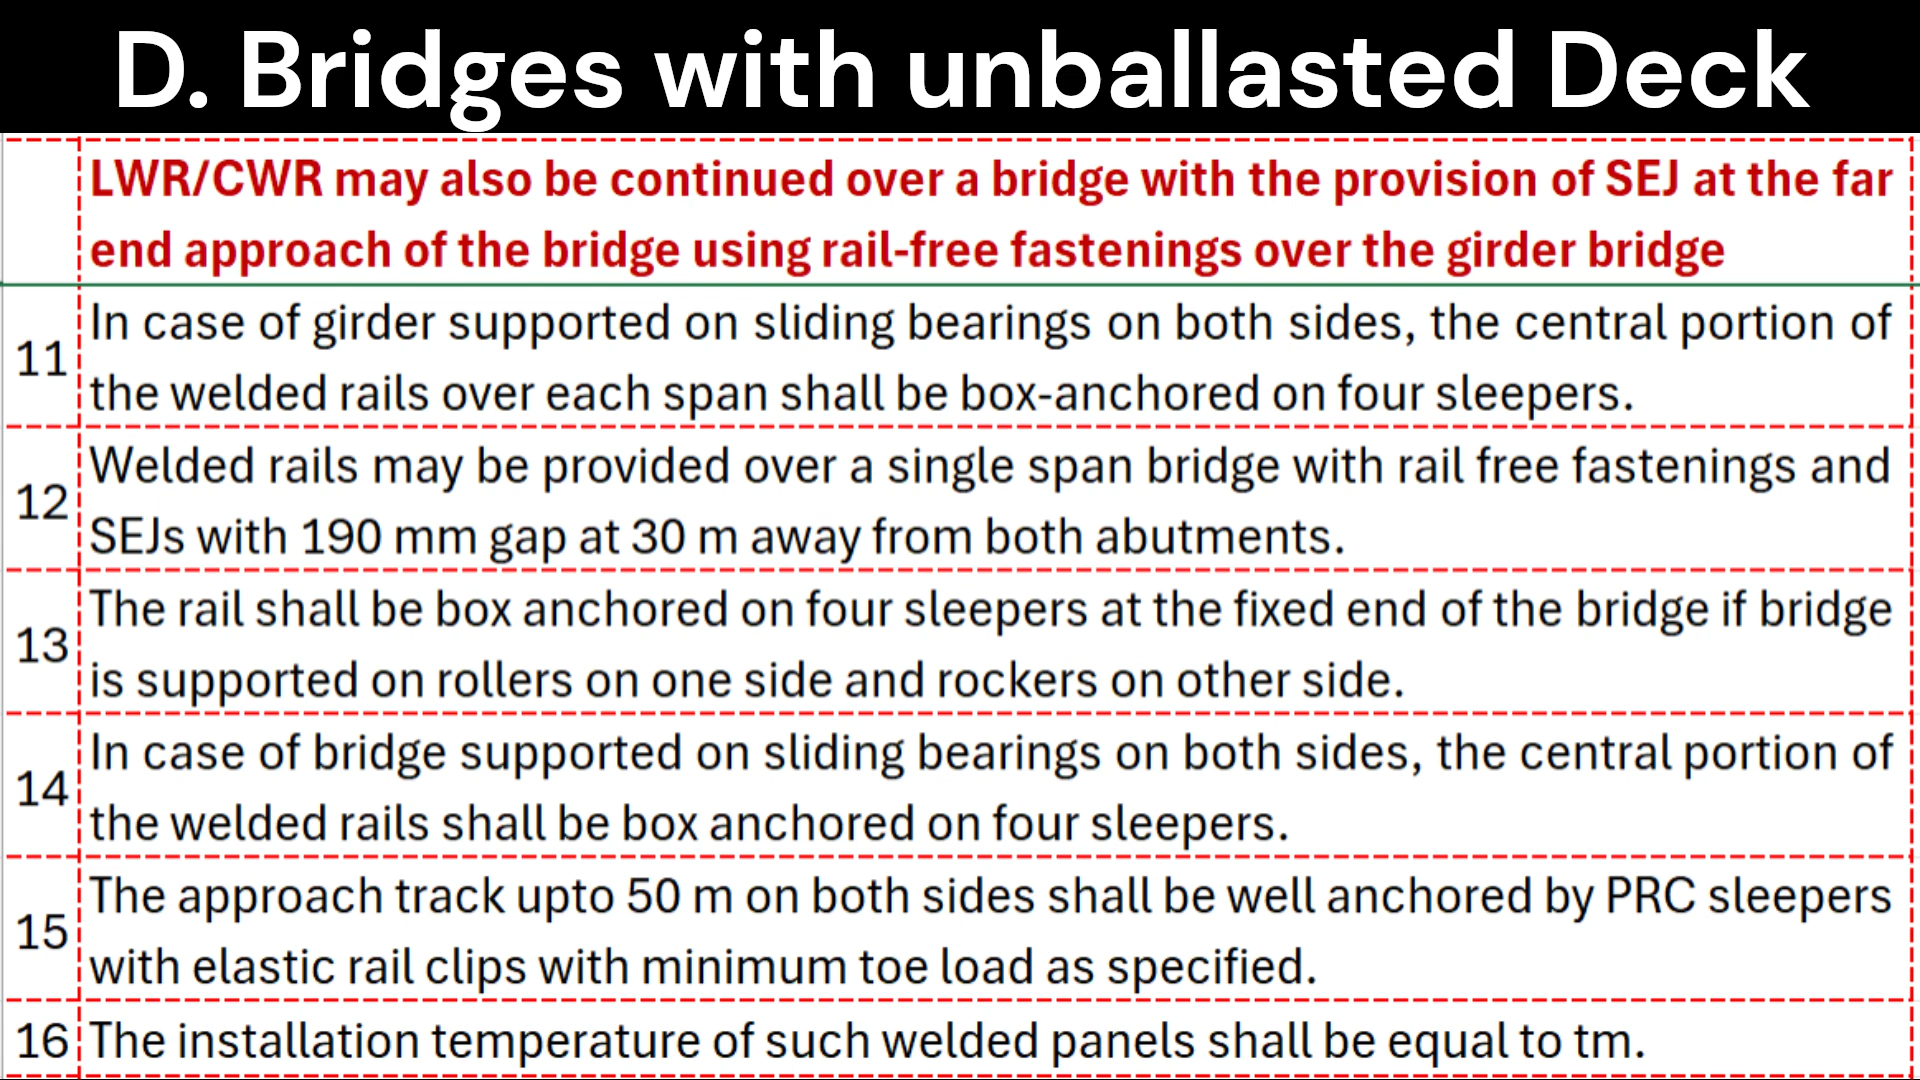 D. Bridges with unballasted Deck
LWR/CWR may also be continued over a bridge with the provision of SEJ at the far
end approach of the bridge using rail-free fastenings over the girder bridge
11
In case of girder supported on sliding bearings on both sides, the central portion of
the welded rails over each span shall be box-anchored on four sleepers.
12
Welded rails may be provided over a single span bridge with rail free fastenings and
SEJs with 190 mm gap at 30 m away from both abutments.
13
The rail shall be box anchored on four sleepers at the fixed end of the bridge if bridge
is supported on rollers on one side and rockers on other side.
14
In case of bridge supported on sliding bearings on both sides, the central portion of
the welded rails shall be box anchored on four sleepers.
15
The approach track upto 50 m on both sides shall be well anchored by PRC sleepers
with elastic rail clips with minimum toe load as specified.
16 The installation temperature of such welded panels shall be equal to tm.